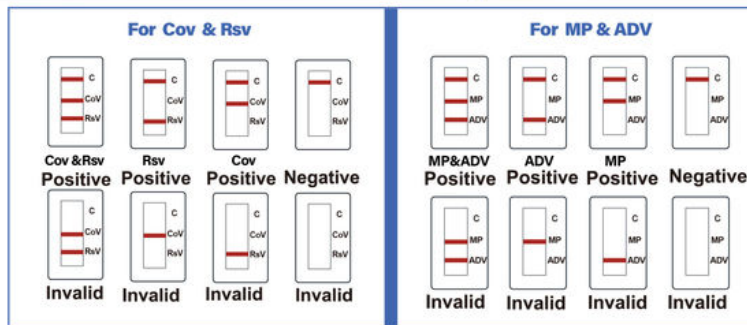 For Cov & Rsv
C
CoV
RsV
C
CoV
RsV
C
CoV
RsV
C
CoV
RsV
Cov &Rsv
Positive
Rsv
Positive
Cov
Positive
Negative
C
CoV
RsV
C
CoV
RsV
C
CoV
RsV
C
CoV
RsV
Invalid
Invalid
Invalid
Invalid
For MP & ADV
C
MP
ADV
C
MP
ADV
C
MP
ADV
C
MP
ADV
MP&ADV
Positive
ADV
Positive
MP
Positive
Negative
C
MP
ADV
C
MP
ADV
C
MP
ADV
C
MP
ADV
Invalid
Invalid
Invalid
Invalid